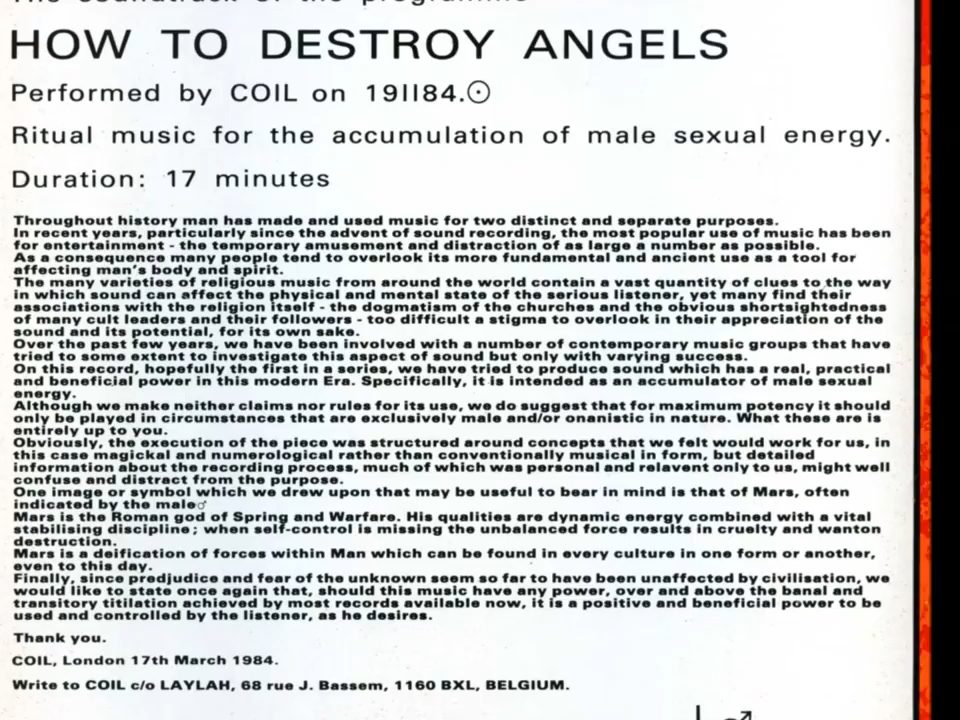 The soundtrack of the programme
HOW TO DESTROY ANGELS
Performed by COIL on 19II84.☉
Ritual music for the accumulation of male sexual energy.
Duration: 17 minutes
Throughout history man has made and used music for two distinct and separate purposes.
In recent years, particularly since the advent of sound recording, the most popular use of music has been
for entertainment - the temporary amusement and distraction of as large a number as possible.
As a consequence many people tend to overlook its more fundamental and ancient use as a tool for
affecting man's body and spirit.
The many varieties of religious music from around the world contain a vast quantity of clues to the way
in which sound can affect the physical and mental state of the serious listener, yet many find their
associations with the religion itself - the dogmatism of the churches and the obvious shortsightedness
of many cult leaders and their followers - too difficult a stigma to overlook in their appreciation of the
sound and its potential, for its own sake.
Over the past few years, we have been involved with a number of contemporary music groups that have
tried to some extent to investigate this aspect of sound but only with varying success.
On this record, hopefully the first in a series, we have tried to produce sound which has a real, practical
and beneficial power in this modern Era. Specifically, it is intended as an accumulator of male sexual
energy.
Although we make neither claims nor rules for its use, we do suggest that for maximum potency it should
only be played in circumstances that are exclusively male and/or onanistic in nature. What these are is
entirely up to you.
Obviously, the execution of the piece was structured around concepts that we felt would work for us, in
this case magickal and numerological rather than conventionally musical in form, but detailed
information about the recording process, much of which was personal and relavent only to us, might well
confuse and distract from the purpose.
One image or symbol which we drew upon that may be useful to bear in mind is that of Mars, often
indicated by the male♂
Mars is the Roman god of Spring and Warfare. His qualities are dynamic energy combined with a vital
stabilising discipline; when self-control is missing the unbalanced force results in cruelty and wanton
destruction.
Mars is a deification of forces within Man which can be found in every culture in one form or another,
even to this day.
Finally, since predjudice and fear of the unknown seem so far to have been unaffected by civilisation, we
would like to state once again that, should this music have any power, over and above the banal and
transitory titilation achieved by most records available now, it is a positive and beneficial power to be
used and controlled by the listener, as he desires.
Thank you.
COIL, London 17th March 1984.
Write to COIL c/o LAYLAH, 68 rue J. Bassem, 1160 BXL, BELGIUM.